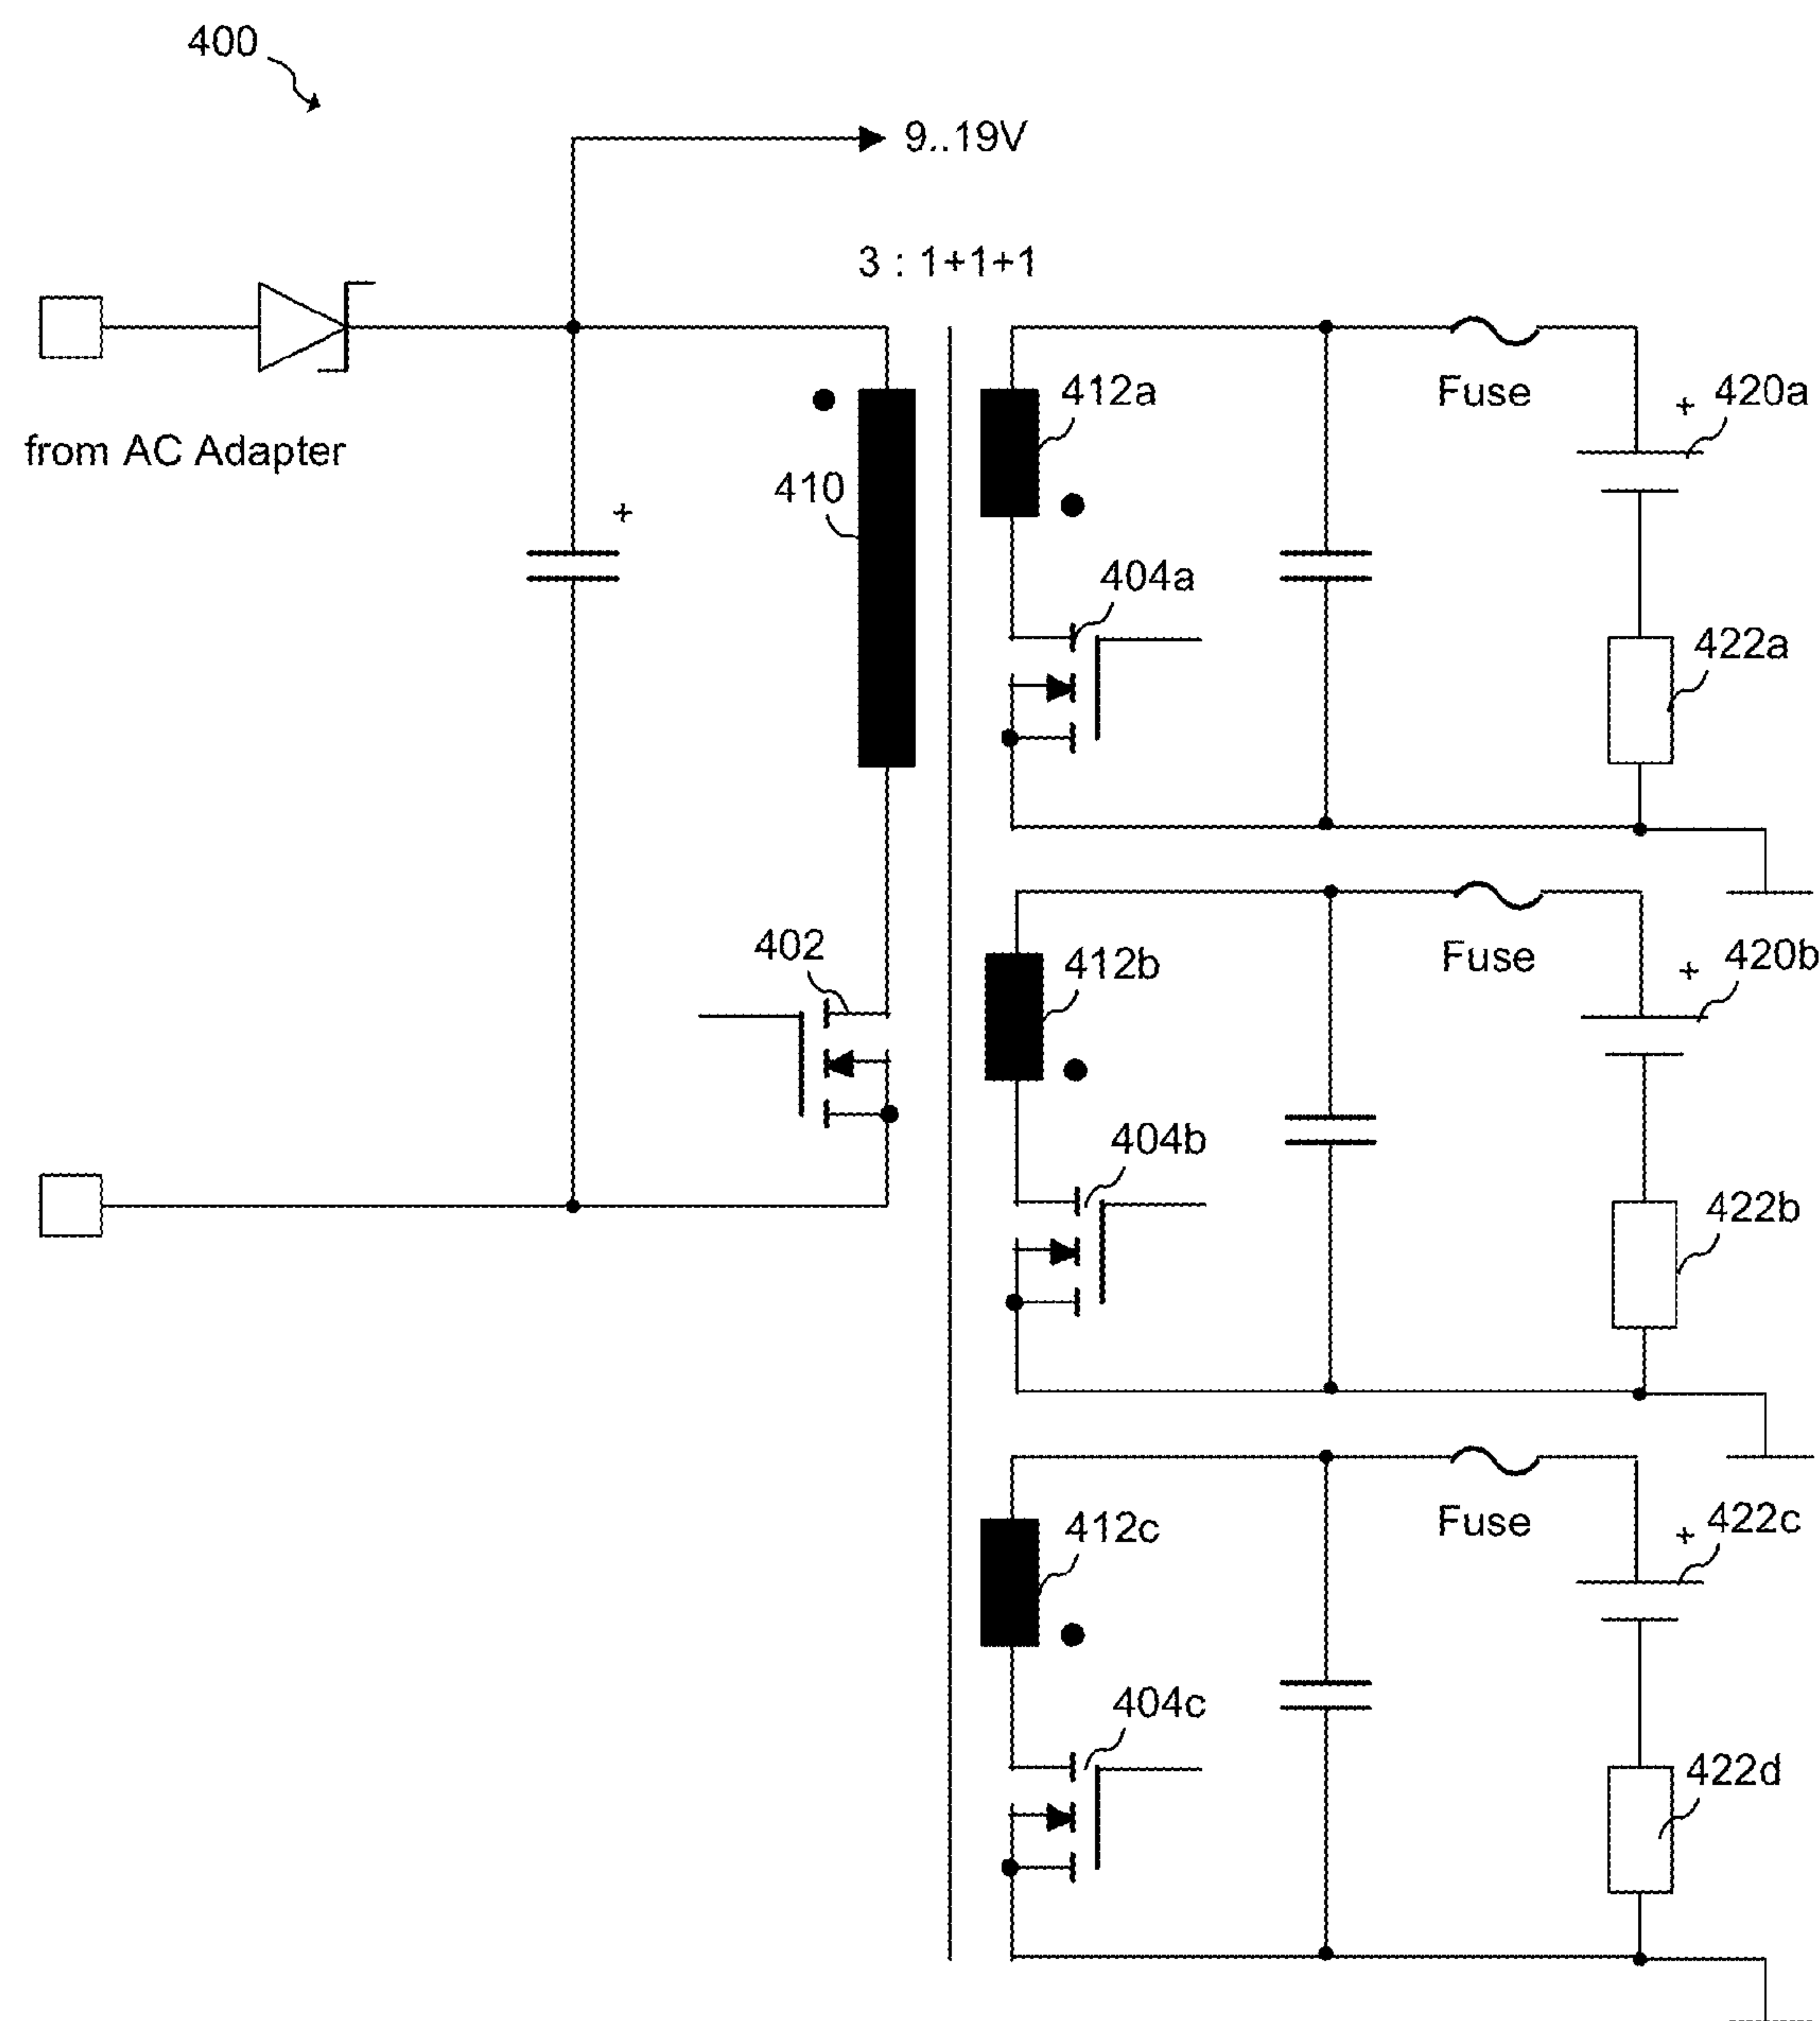 400
9..19V
3 : 1+1+1
from AC Adapter
+
410
402
412a
Fuse
+ 420a
404a
422a
412b
Fuse
+ 420b
404b
422b
412c
Fuse
+ 422c
404c
422d